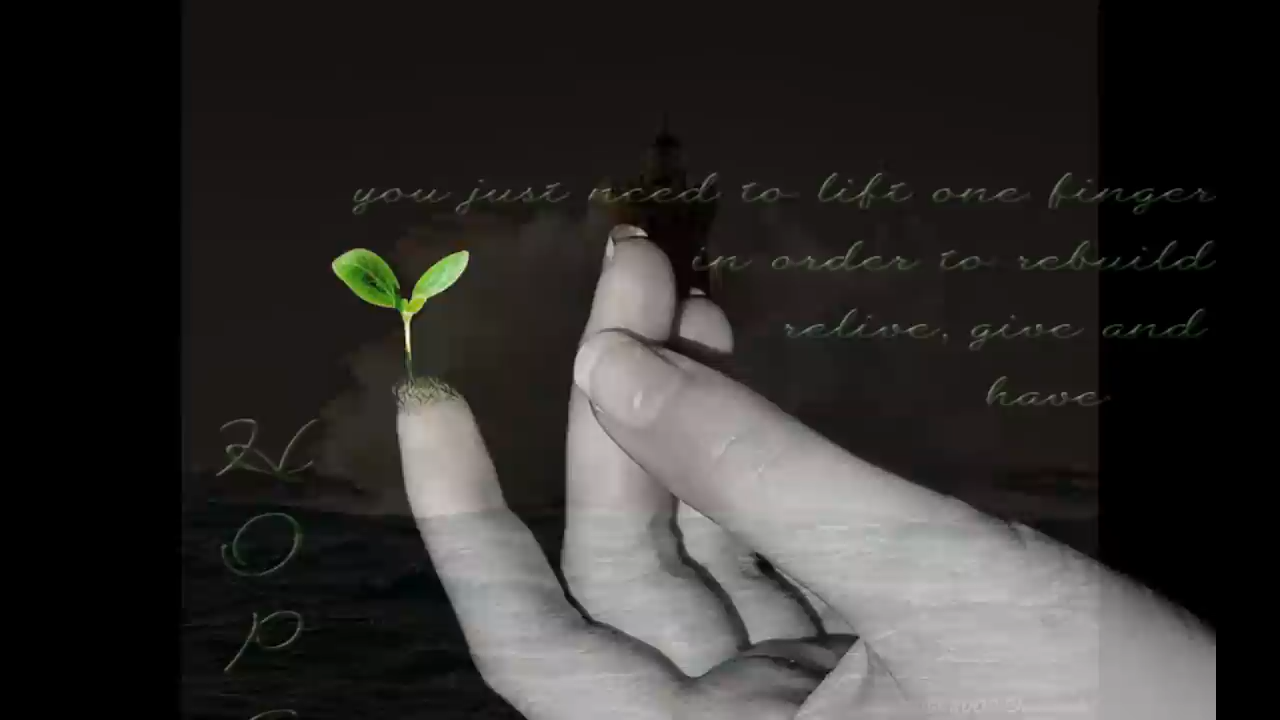 you just need to lift one finger
in order to rebuild
relive, give and
have
H
O
P